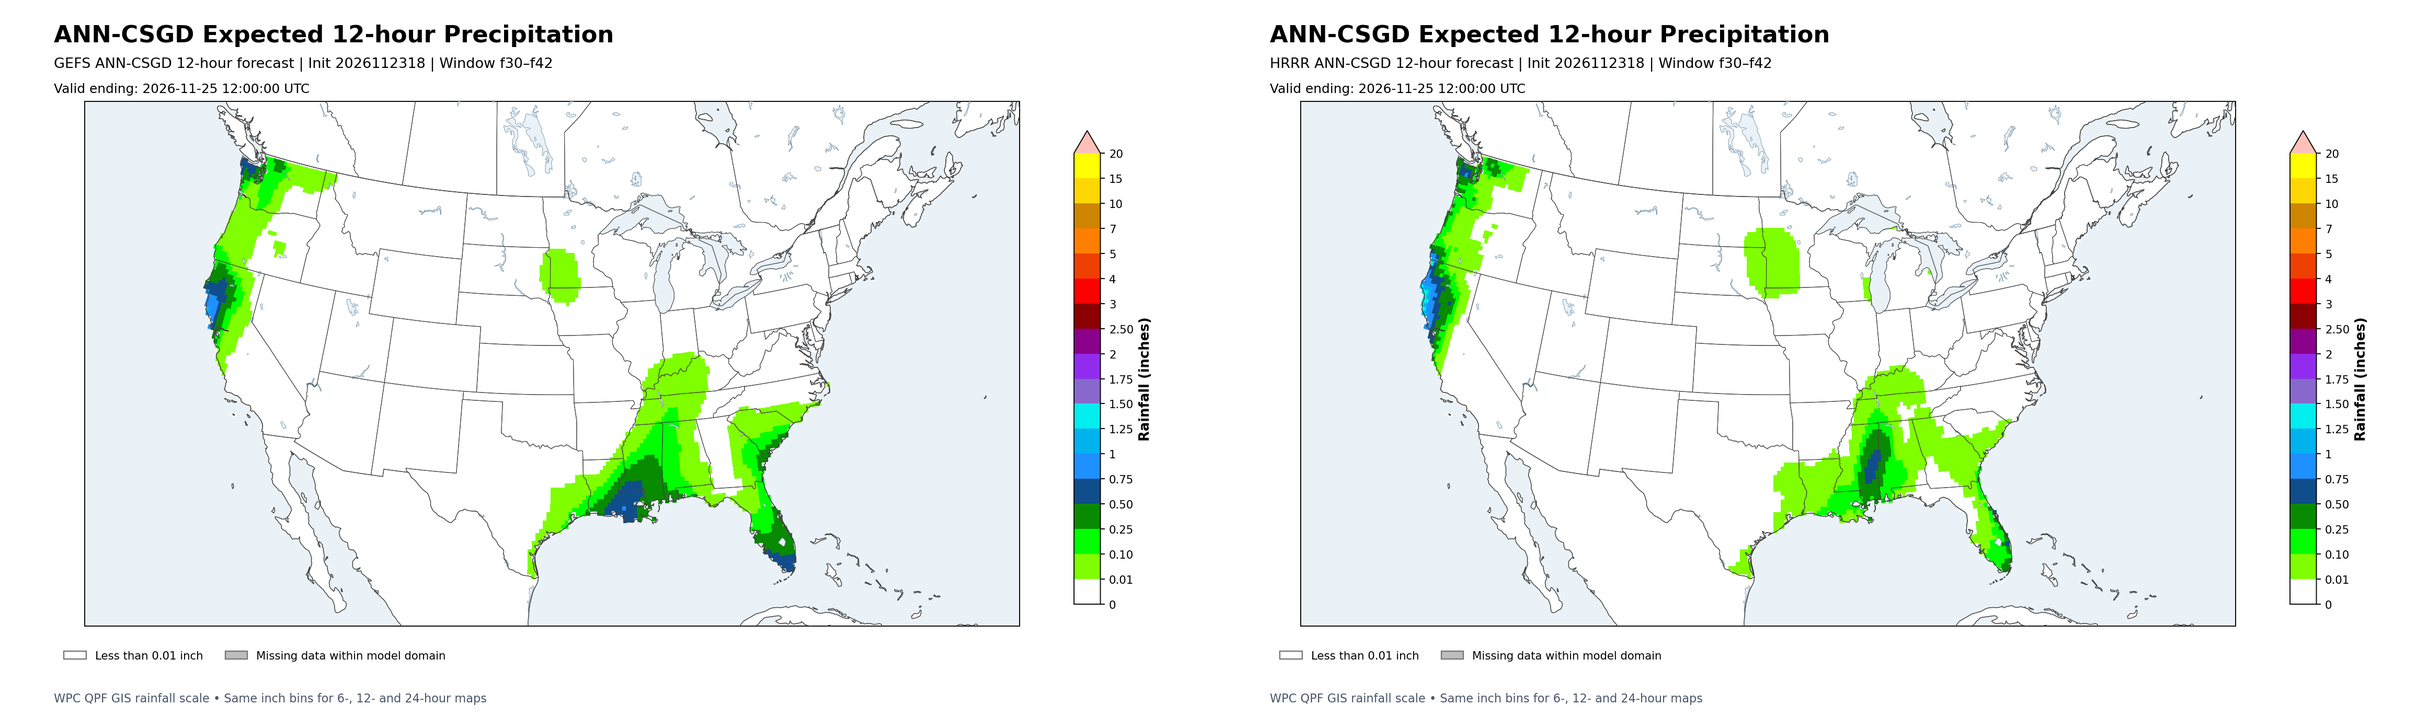 ANN-CSGD Expected 12-hour Precipitation
GEFS ANN-CSGD 12-hour forecast | Init 2026112318 | Window f30–f42
Valid ending: 2026-11-25 12:00:00 UTC
20
15
10
7
5
4
3
2.50
2
1.75
1.50
1.25
1
0.75
0.50
0.25
0.10
0.01
0
Rainfall (inches)
Less than 0.01 inch
Missing data within model domain
WPC QPF GIS rainfall scale • Same inch bins for 6-, 12- and 24-hour maps
ANN-CSGD Expected 12-hour Precipitation
HRRR ANN-CSGD 12-hour forecast | Init 2026112318 | Window f30–f42
Valid ending: 2026-11-25 12:00:00 UTC
20
15
10
7
5
4
3
2.50
2
1.75
1.50
1.25
1
0.75
0.50
0.25
0.10
0.01
0
Rainfall (inches)
Less than 0.01 inch
Missing data within model domain
WPC QPF GIS rainfall scale • Same inch bins for 6-, 12- and 24-hour maps